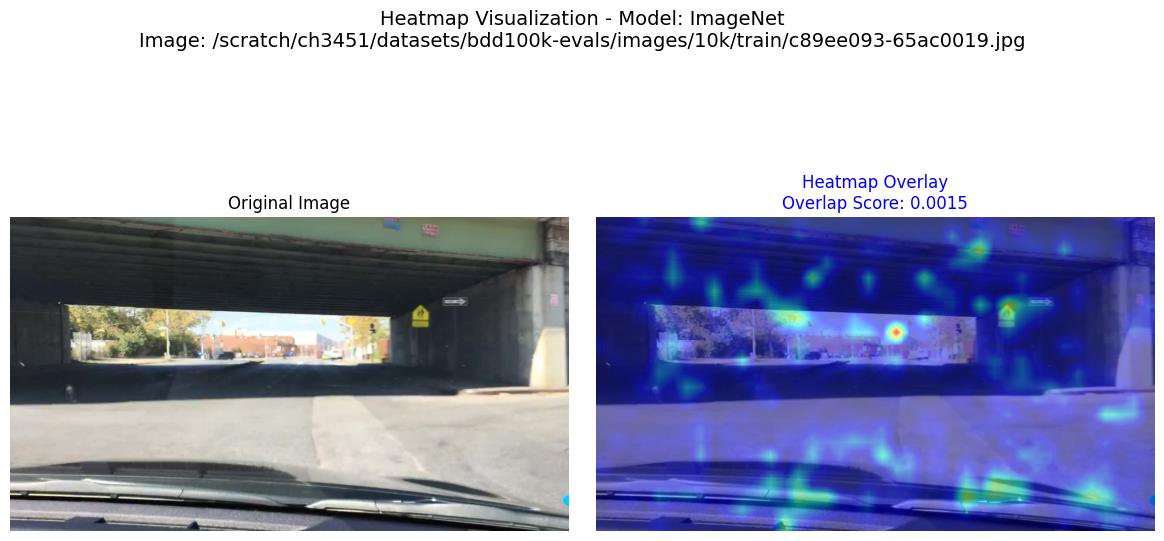 Heatmap Visualization - Model: ImageNet
Image: /scratch/ch3451/datasets/bdd100k-evals/images/10k/train/c89ee093-65ac0019.jpg
Original Image
Heatmap Overlay
Overlap Score: 0.0015